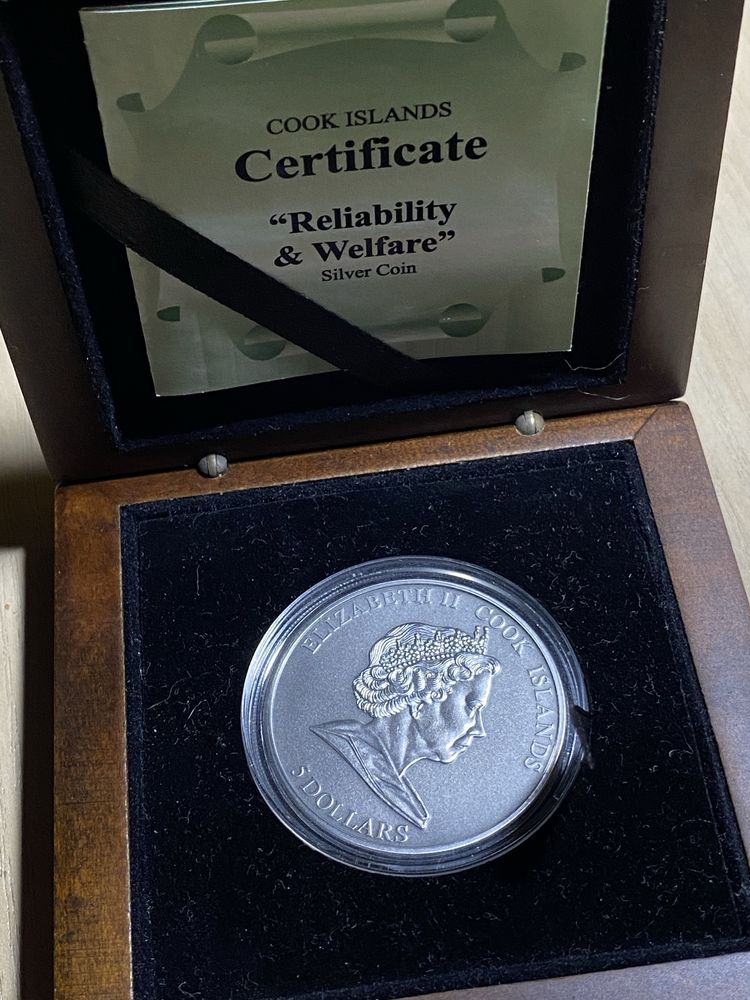 COOK ISLANDS
Certificate
“Reliability
& Welfare”
Silver Coin
ELIZABETH II COOK ISLANDS
5 DOLLARS